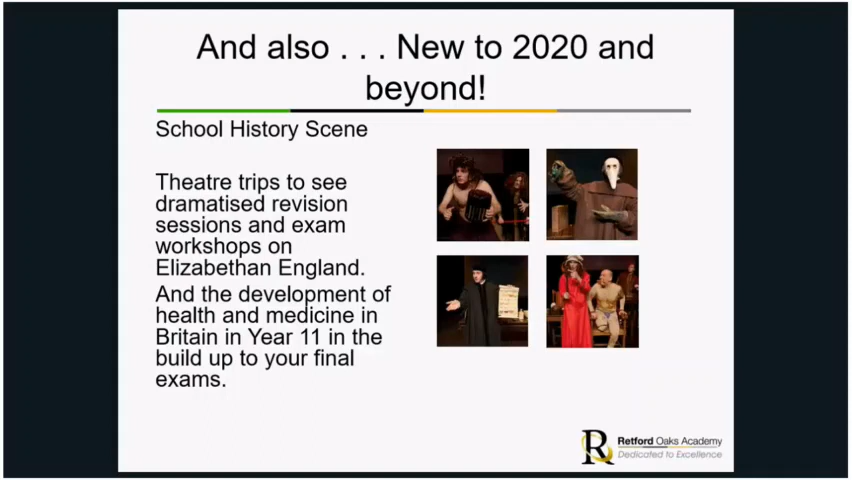 And also . . . New to 2020 and
beyond!
School History Scene
Theatre trips to see
dramatised revision
sessions and exam
workshops on
Elizabethan England.
And the development of
health and medicine in
Britain in Year 11 in the
build up to your final
exams.
R
Retford Oaks Academy
Dedicated to Excellence